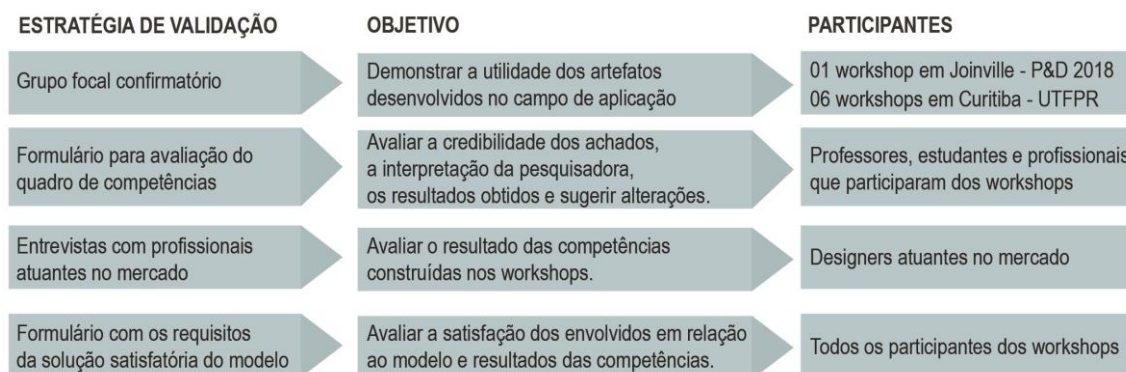 ESTRATÉGIA DE VALIDAÇÃO
OBJETIVO
PARTICIPANTES
Grupo focal confirmatório
Demonstrar a utilidade dos artefatos
desenvolvidos no campo de aplicação
01 workshop em Joinville - P&D 2018
06 workshops em Curitiba - UTFPR
Formulário para avaliação do
quadro de competências
Avaliar a credibilidade dos achados,
a interpretação da pesquisadora,
os resultados obtidos e sugerir alterações.
Professores, estudantes e profissionais
que participaram dos workshops
Entrevistas com profissionais
atuantes no mercado
Avaliar o resultado das competências
construídas nos workshops.
Designers atuantes no mercado
Formulário com os requisitos
da solução satisfatória do modelo
Avaliar a satisfação dos envolvidos em relação
ao modelo e resultados das competências.
Todos os participantes dos workshops